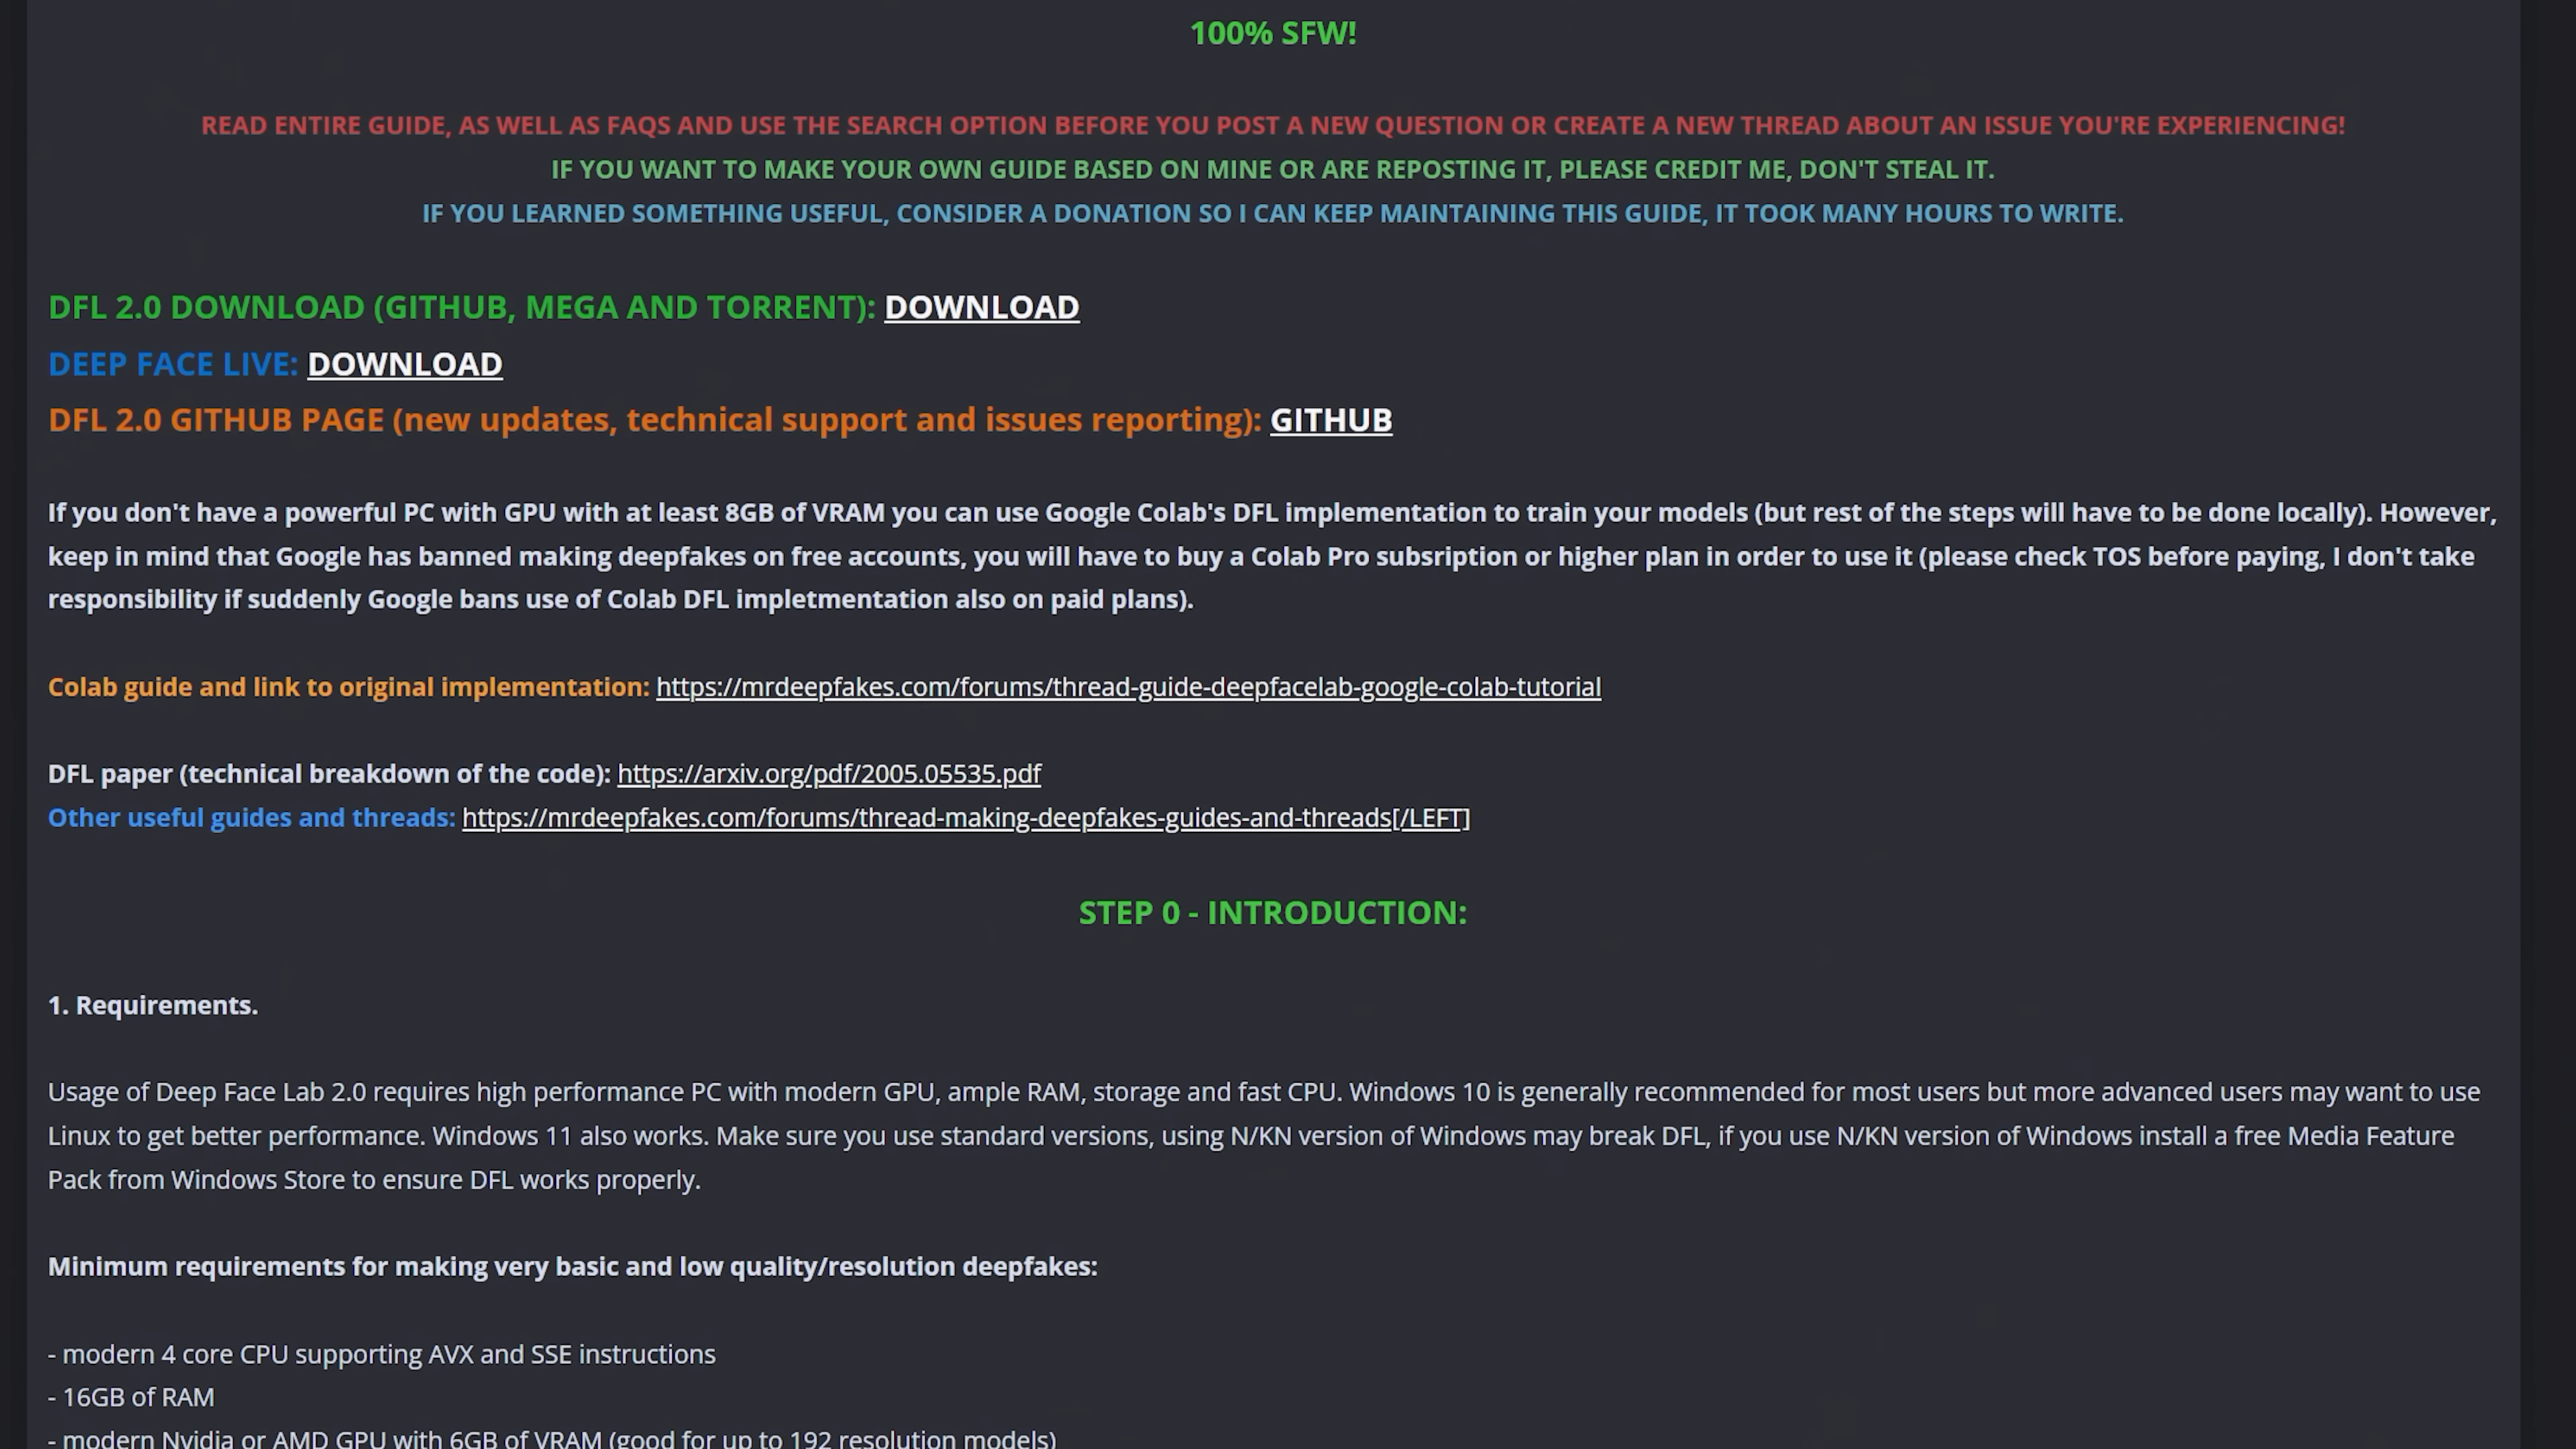 100% SFW!
READ ENTIRE GUIDE, AS WELL AS FAQS AND USE THE SEARCH OPTION BEFORE YOU POST A NEW QUESTION OR CREATE A NEW THREAD ABOUT AN ISSUE YOU'RE EXPERIENCING!
IF YOU WANT TO MAKE YOUR OWN GUIDE BASED ON MINE OR ARE REPOSTING IT, PLEASE CREDIT ME, DON'T STEAL IT.
IF YOU LEARNED SOMETHING USEFUL, CONSIDER A DONATION SO I CAN KEEP MAINTAINING THIS GUIDE, IT TOOK MANY HOURS TO WRITE.
DFL 2.0 DOWNLOAD (GITHUB, MEGA AND TORRENT): DOWNLOAD
DEEP FACE LIVE: DOWNLOAD
DFL 2.0 GITHUB PAGE (new updates, technical support and issues reporting): GITHUB
If you don't have a powerful PC with GPU with at least 8GB of VRAM you can use Google Colab's DFL implementation to train your models (but rest of the steps will have to be done locally). However,
keep in mind that Google has banned making deepfakes on free accounts, you will have to buy a Colab Pro subsription or higher plan in order to use it (please check TOS before paying, I don't take
responsibility if suddenly Google bans use of Colab DFL impletmentation also on paid plans).
Colab guide and link to original implementation: https://mrdeepfakes.com/forums/thread-guide-deepfacelab-google-colab-tutorial
DFL paper (technical breakdown of the code): https://arxiv.org/pdf/2005.05535.pdf
Other useful guides and threads: https://mrdeepfakes.com/forums/thread-making-deepfakes-guides-and-threads[/LEFT]
STEP 0 - INTRODUCTION:
1. Requirements.
Usage of Deep Face Lab 2.0 requires high performance PC with modern GPU, ample RAM, storage and fast CPU. Windows 10 is generally recommended for most users but more advanced users may want to use
Linux to get better performance. Windows 11 also works. Make sure you use standard versions, using N/KN version of Windows may break DFL, if you use N/KN version of Windows install a free Media Feature
Pack from Windows Store to ensure DFL works properly.
Minimum requirements for making very basic and low quality/resolution deepfakes:
- modern 4 core CPU supporting AVX and SSE instructions
- 16GB of RAM
- modern Nvidia or AMD GPU with 6GB of VRAM (good for up to 192 resolution models)